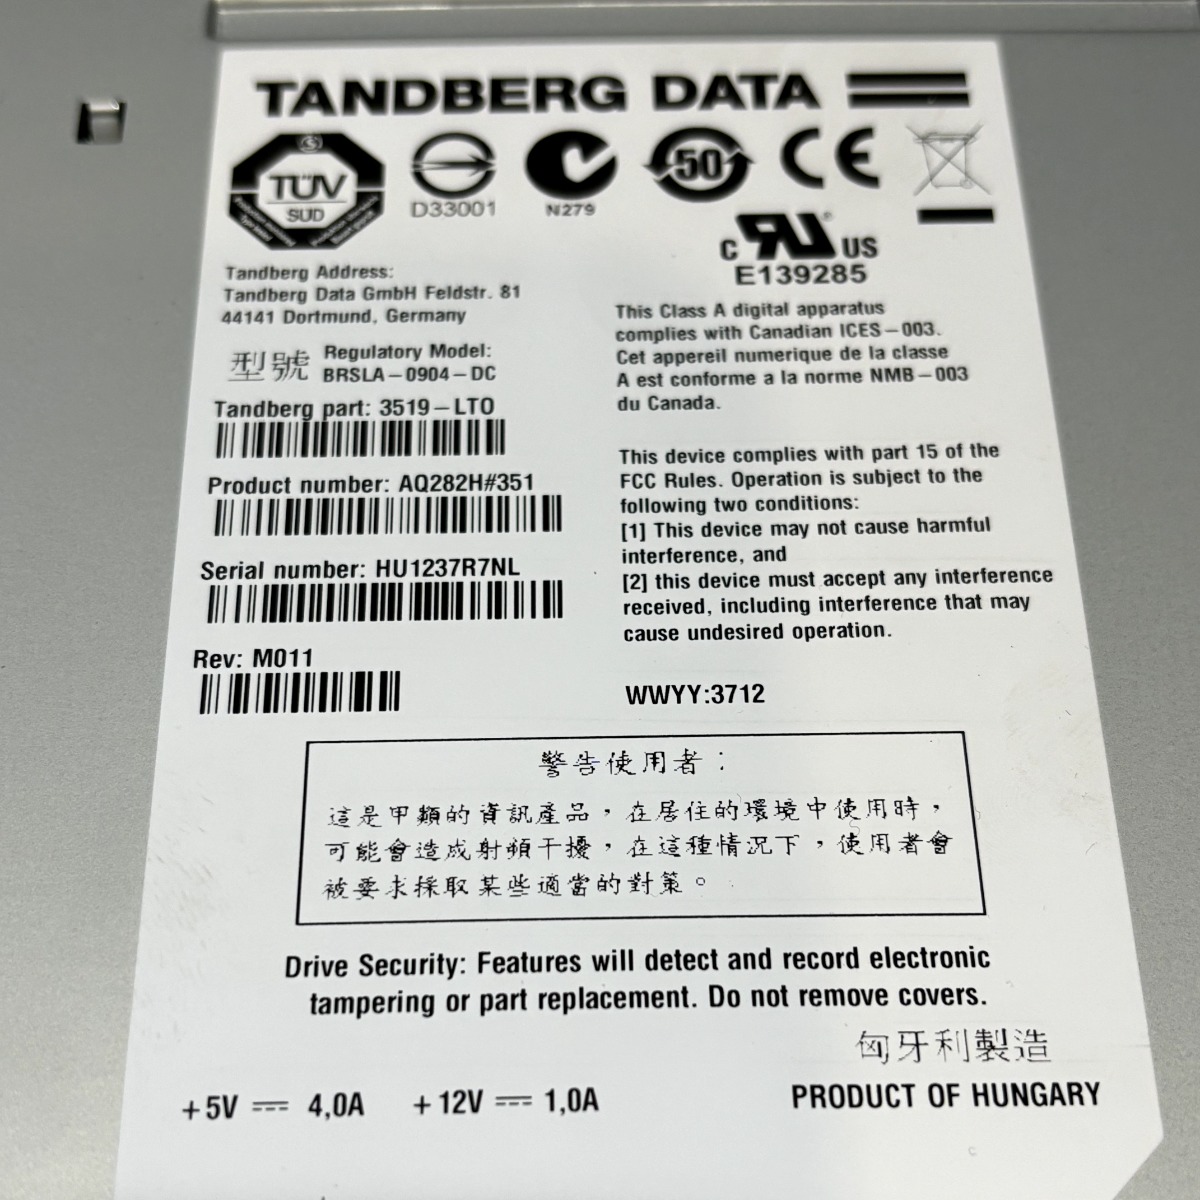 TANDBERG DATA
TÜV
SUD
D33001
N279
50
CE
C RU US
E139285
Tandberg Address:
Tandberg Data GmbH Feldstr. 81
44141 Dortmund, Germany
型號
Regulatory Model:
BRSLA-0904-DC
Tandberg part: 3519-LTO
Product number: AQ282H#351
Serial number: HU1237R7NL
Rev: M011
This Class A digital apparatus
complies with Canadian ICES-003.
Cet appereil numerique de la classe
A est conforme a la norme NMB-003
du Canada.
This device complies with part 15 of the
FCC Rules. Operation is subject to the
following two conditions:
[1] This device may not cause harmful
interference, and
[2] this device must accept any interference
received, including interference that may
cause undesired operation.
WWYY:3712
警告使用者：
這是甲類的資訊產品，在居住的環境中使用時，
可能會造成射頻干擾，在這種情況下，使用者會
被要求採取某些適當的對策。
Drive Security: Features will detect and record electronic
tampering or part replacement. Do not remove covers.
匈牙利製造
+5V ⎓ 4,0A +12V ⎓ 1,0A
PRODUCT OF HUNGARY